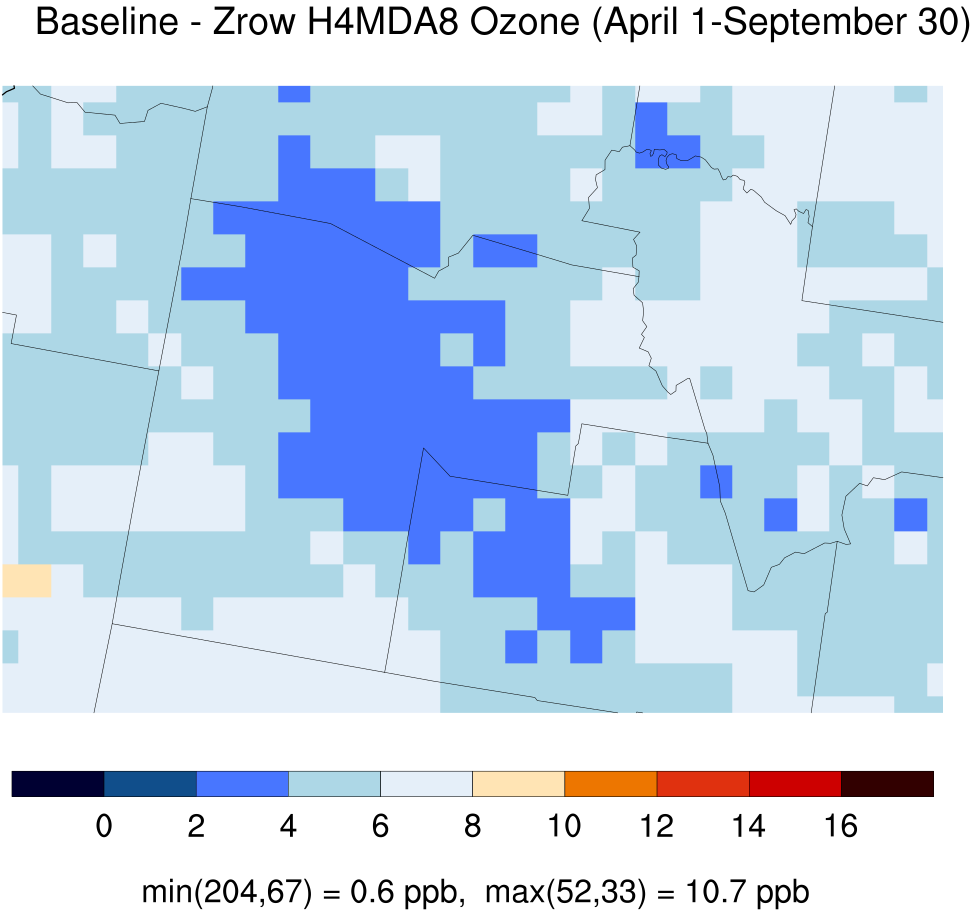 Baseline - Zrow H4MDA8 Ozone (April 1-September 30)
0 2 4 6 8 10 12 14 16
min(204,67) = 0.6 ppb, max(52,33) = 10.7 ppb